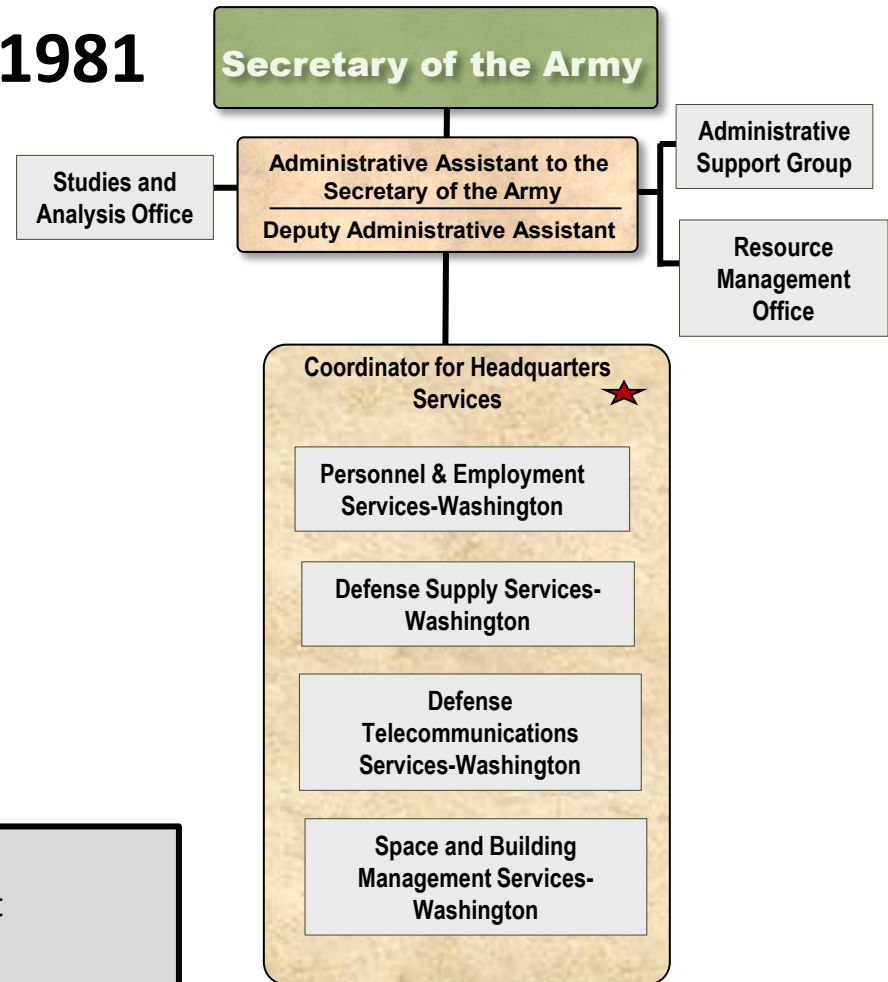 1981
Secretary of the Army
Administrative Assistant to the
Secretary of the Army
Deputy Administrative Assistant
Studies and
Analysis Office
Administrative
Support Group
Resource
Management
Office
Coordinator for Headquarters
Services
Personnel & Employment
Services-Washington
Defense Supply Services-
Washington
Defense
Telecommunications
Services-Washington
Space and Building
Management Services-
Washington